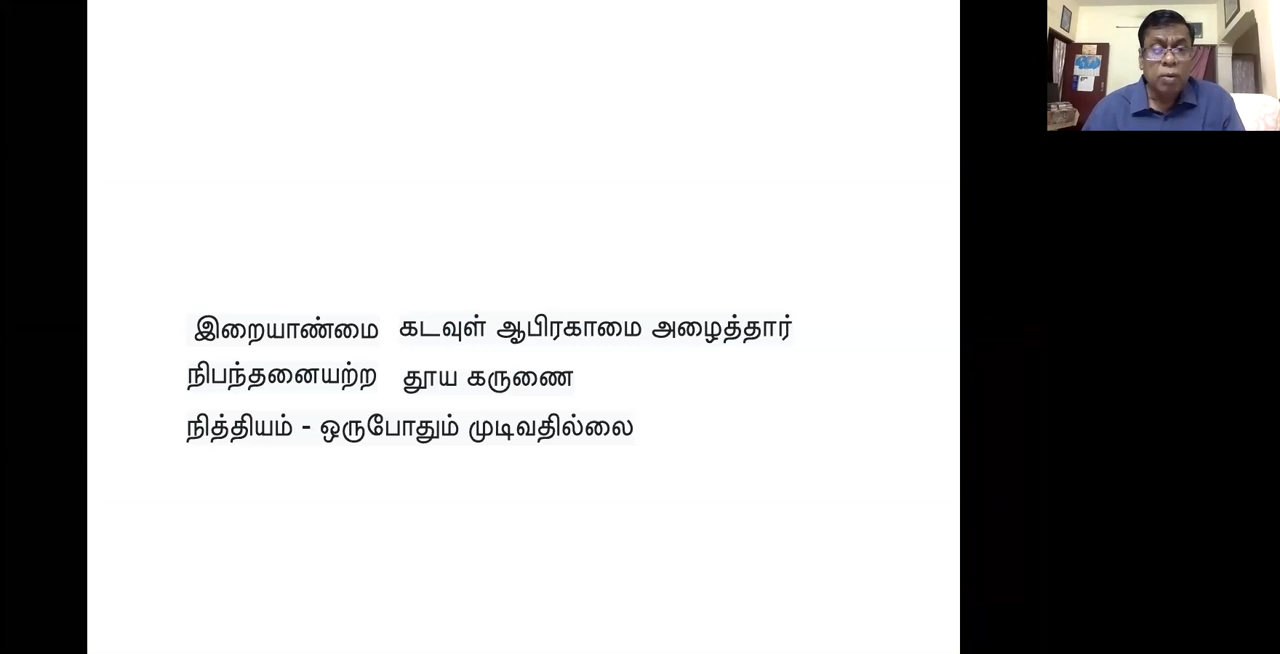 இறையாண்மை கடவுள் ஆபிரகாமை அழைத்தார்
நிபந்தனையற்ற தூய கருணை
நித்தியம் - ஒருபோதும் முடிவதில்லை